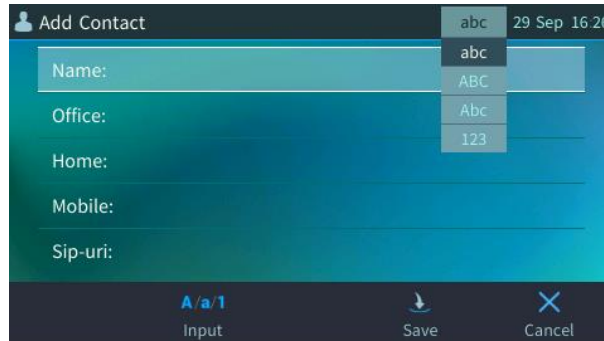 Add Contact abc 29 Sep 16:26
abc
Name:
ABC
Office:
Abc
123
Home:
Mobile:
Sip-uri:
A/a/1
Input Save Cancel